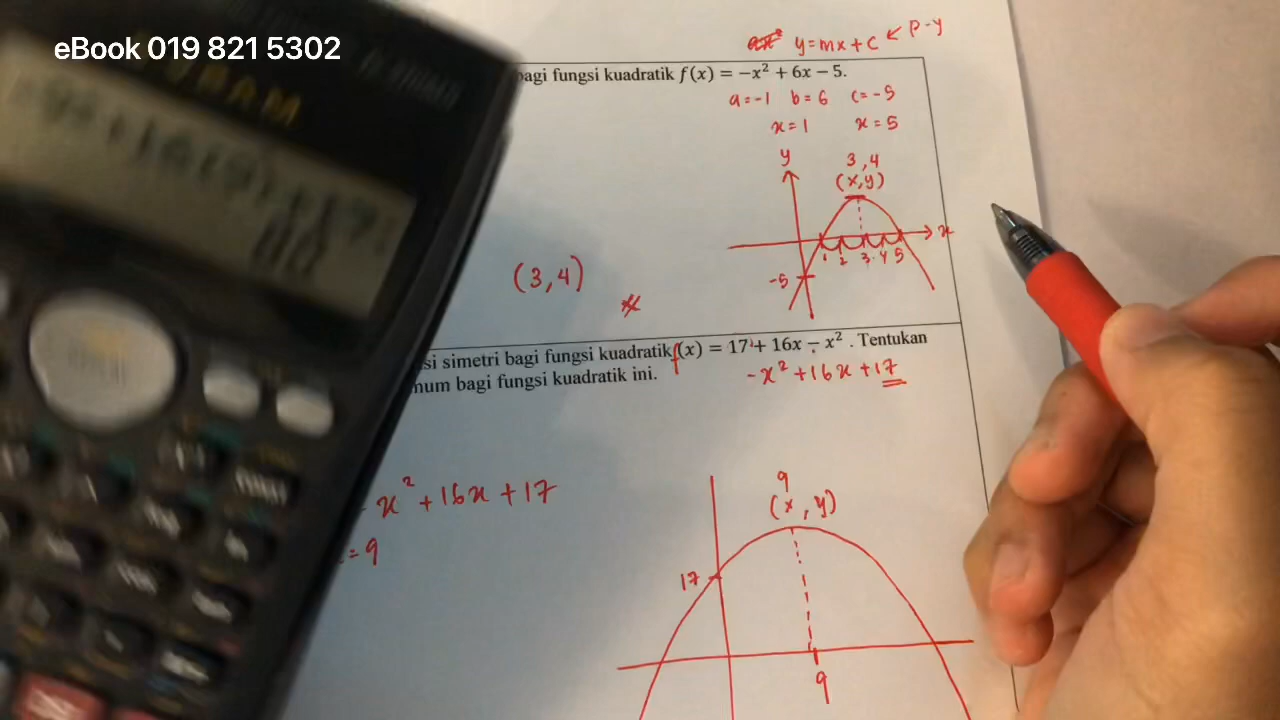 eBook 019 821 5302
y=mx+c ← P-y
bagi fungsi kuadratik f(x) = −x² + 6x − 5.
a=-1 b=6 c=-5
x=1 x=5
y
3,4
(x,y)
x
1 2 3 4 5
-5
(3,4)
si simetri bagi fungsi kuadratik f(x) = 17 + 16x − x² . Tentukan
num bagi fungsi kuadratik ini.
-x² +16x +17
x² +16x +17
= 9
9
(x, y)
17
9